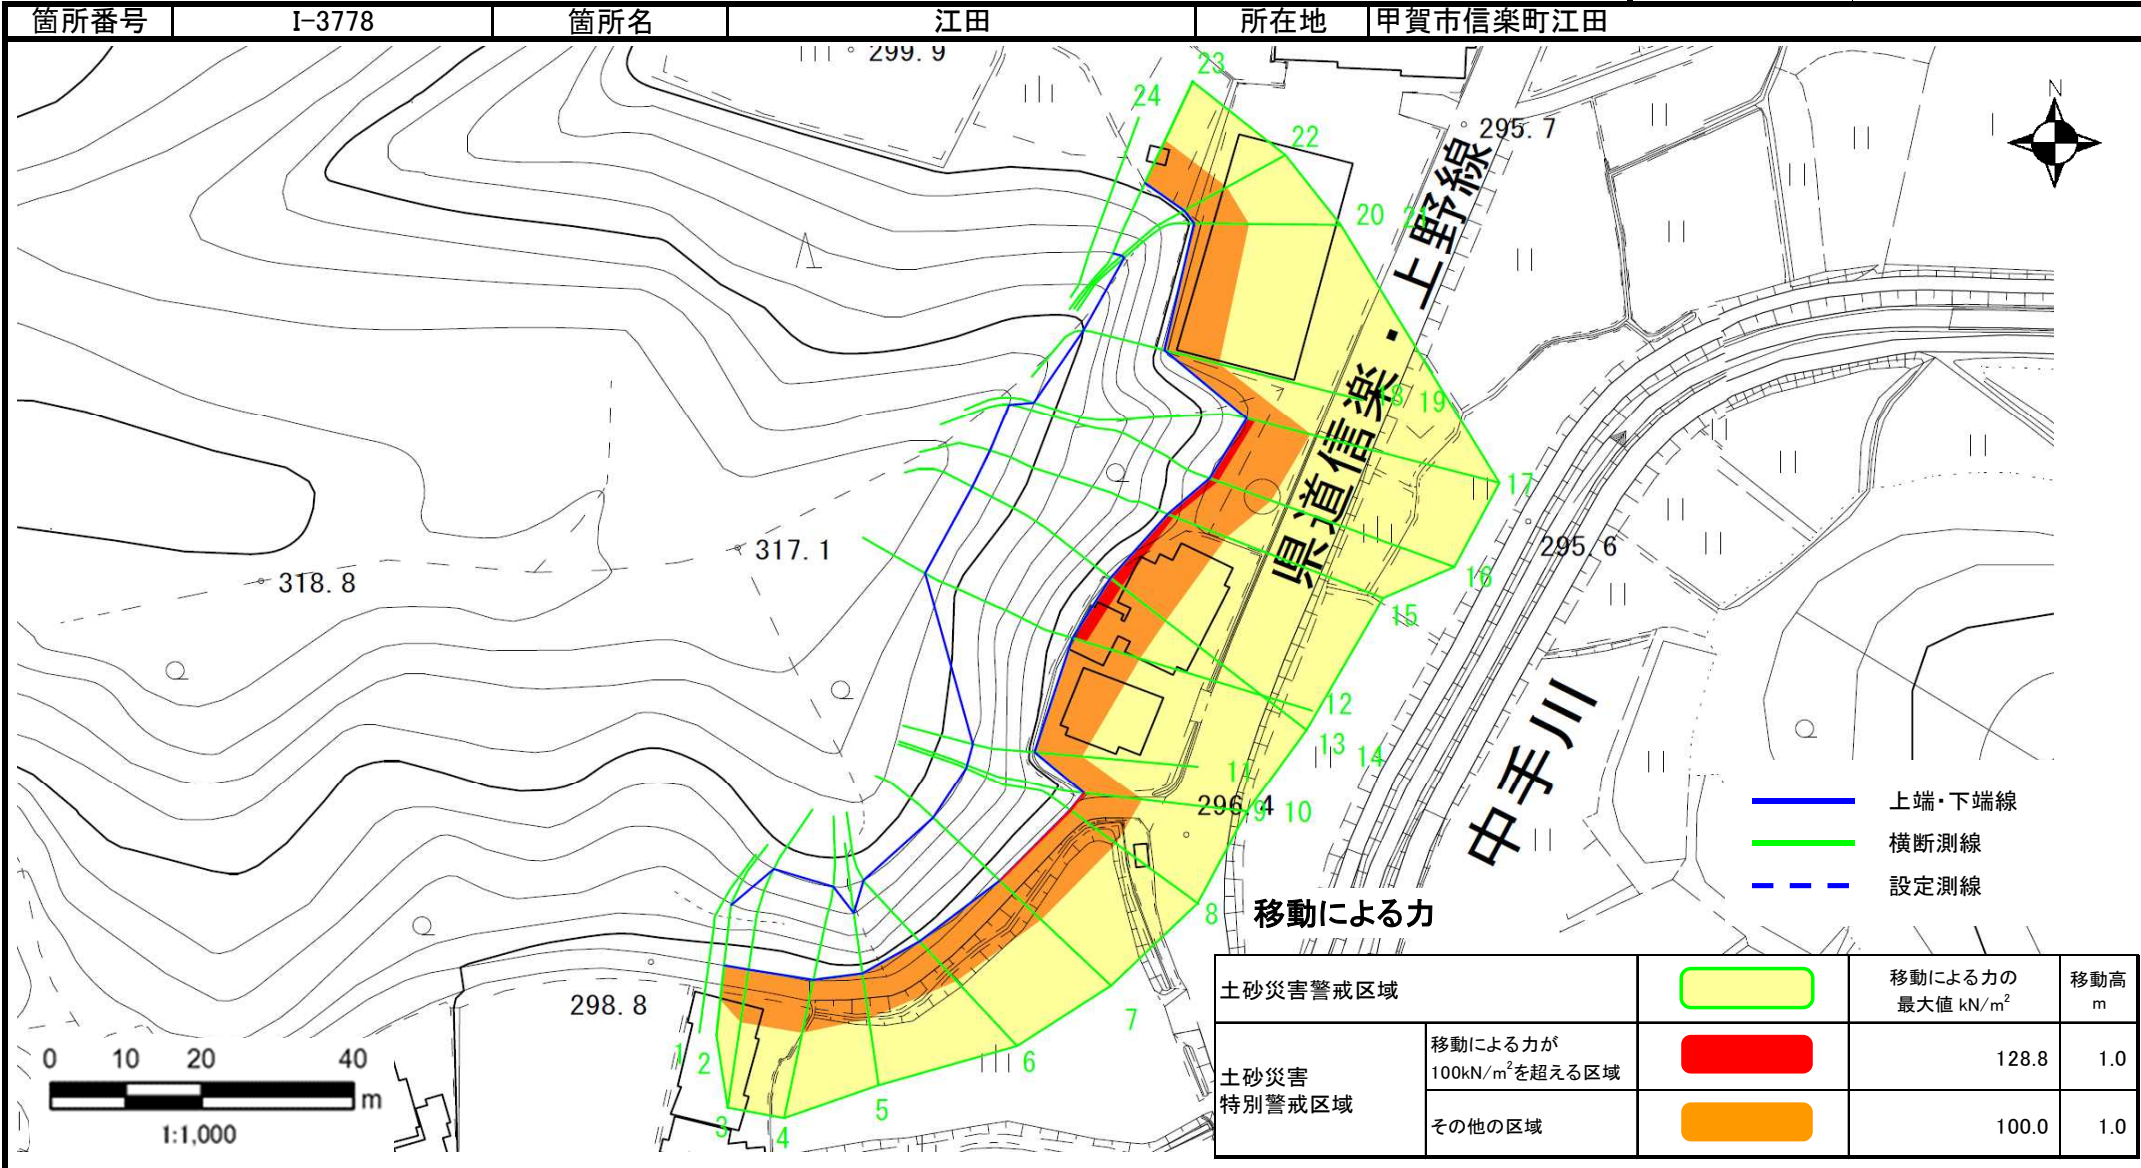 箇所番号 I-3778 箇所名 江田 所在地 甲賀市信楽町江田
299.9
23
24
22
295.7
N
20 21
県道信楽・上野線
18 19
17
317.1
295.6
318.8
16
15
12
13 14
11
296.4
9 10
中手川
上端・下端線
横断測線
設定測線
8
移動による力
298.8
7
1 2
6
5
3
4
0 10 20 40
m
1:1,000
土砂災害警戒区域
移動による力の
最大値 kN/m²
移動高
m
土砂災害
特別警戒区域
移動による力が
100kN/m²を超える区域
128.8 1.0
その他の区域
100.0 1.0